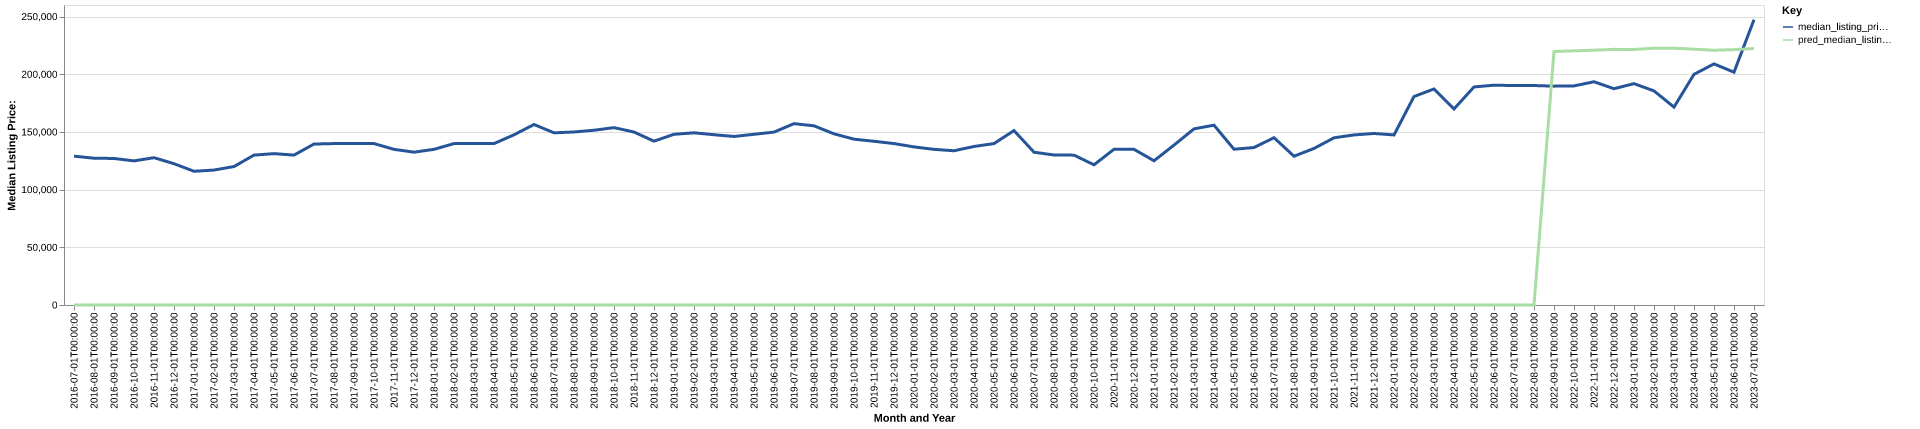 250,000
200,000
150,000
100,000
50,000
0
Median Listing Price:
2016-07-01T00:00:00
2016-08-01T00:00:00
2016-09-01T00:00:00
2016-10-01T00:00:00
2016-11-01T00:00:00
2016-12-01T00:00:00
2017-01-01T00:00:00
2017-02-01T00:00:00
2017-03-01T00:00:00
2017-04-01T00:00:00
2017-05-01T00:00:00
2017-06-01T00:00:00
2017-07-01T00:00:00
2017-08-01T00:00:00
2017-09-01T00:00:00
2017-10-01T00:00:00
2017-11-01T00:00:00
2017-12-01T00:00:00
2018-01-01T00:00:00
2018-02-01T00:00:00
2018-03-01T00:00:00
2018-04-01T00:00:00
2018-05-01T00:00:00
2018-06-01T00:00:00
2018-07-01T00:00:00
2018-08-01T00:00:00
2018-09-01T00:00:00
2018-10-01T00:00:00
2018-11-01T00:00:00
2018-12-01T00:00:00
2019-01-01T00:00:00
2019-02-01T00:00:00
2019-03-01T00:00:00
2019-04-01T00:00:00
2019-05-01T00:00:00
2019-06-01T00:00:00
2019-07-01T00:00:00
2019-08-01T00:00:00
2019-09-01T00:00:00
2019-10-01T00:00:00
2019-11-01T00:00:00
2019-12-01T00:00:00
2020-01-01T00:00:00
2020-02-01T00:00:00
2020-03-01T00:00:00
2020-04-01T00:00:00
2020-05-01T00:00:00
2020-06-01T00:00:00
2020-07-01T00:00:00
2020-08-01T00:00:00
2020-09-01T00:00:00
2020-10-01T00:00:00
2020-11-01T00:00:00
2020-12-01T00:00:00
2021-01-01T00:00:00
2021-02-01T00:00:00
2021-03-01T00:00:00
2021-04-01T00:00:00
2021-05-01T00:00:00
2021-06-01T00:00:00
2021-07-01T00:00:00
2021-08-01T00:00:00
2021-09-01T00:00:00
2021-10-01T00:00:00
2021-11-01T00:00:00
2021-12-01T00:00:00
2022-01-01T00:00:00
2022-02-01T00:00:00
2022-03-01T00:00:00
2022-04-01T00:00:00
2022-05-01T00:00:00
2022-06-01T00:00:00
2022-07-01T00:00:00
2022-08-01T00:00:00
2022-09-01T00:00:00
2022-10-01T00:00:00
2022-11-01T00:00:00
2022-12-01T00:00:00
2023-01-01T00:00:00
2023-02-01T00:00:00
2023-03-01T00:00:00
2023-04-01T00:00:00
2023-05-01T00:00:00
2023-06-01T00:00:00
2023-07-01T00:00:00
Month and Year
Key
median_listing_pri…
pred_median_listin…